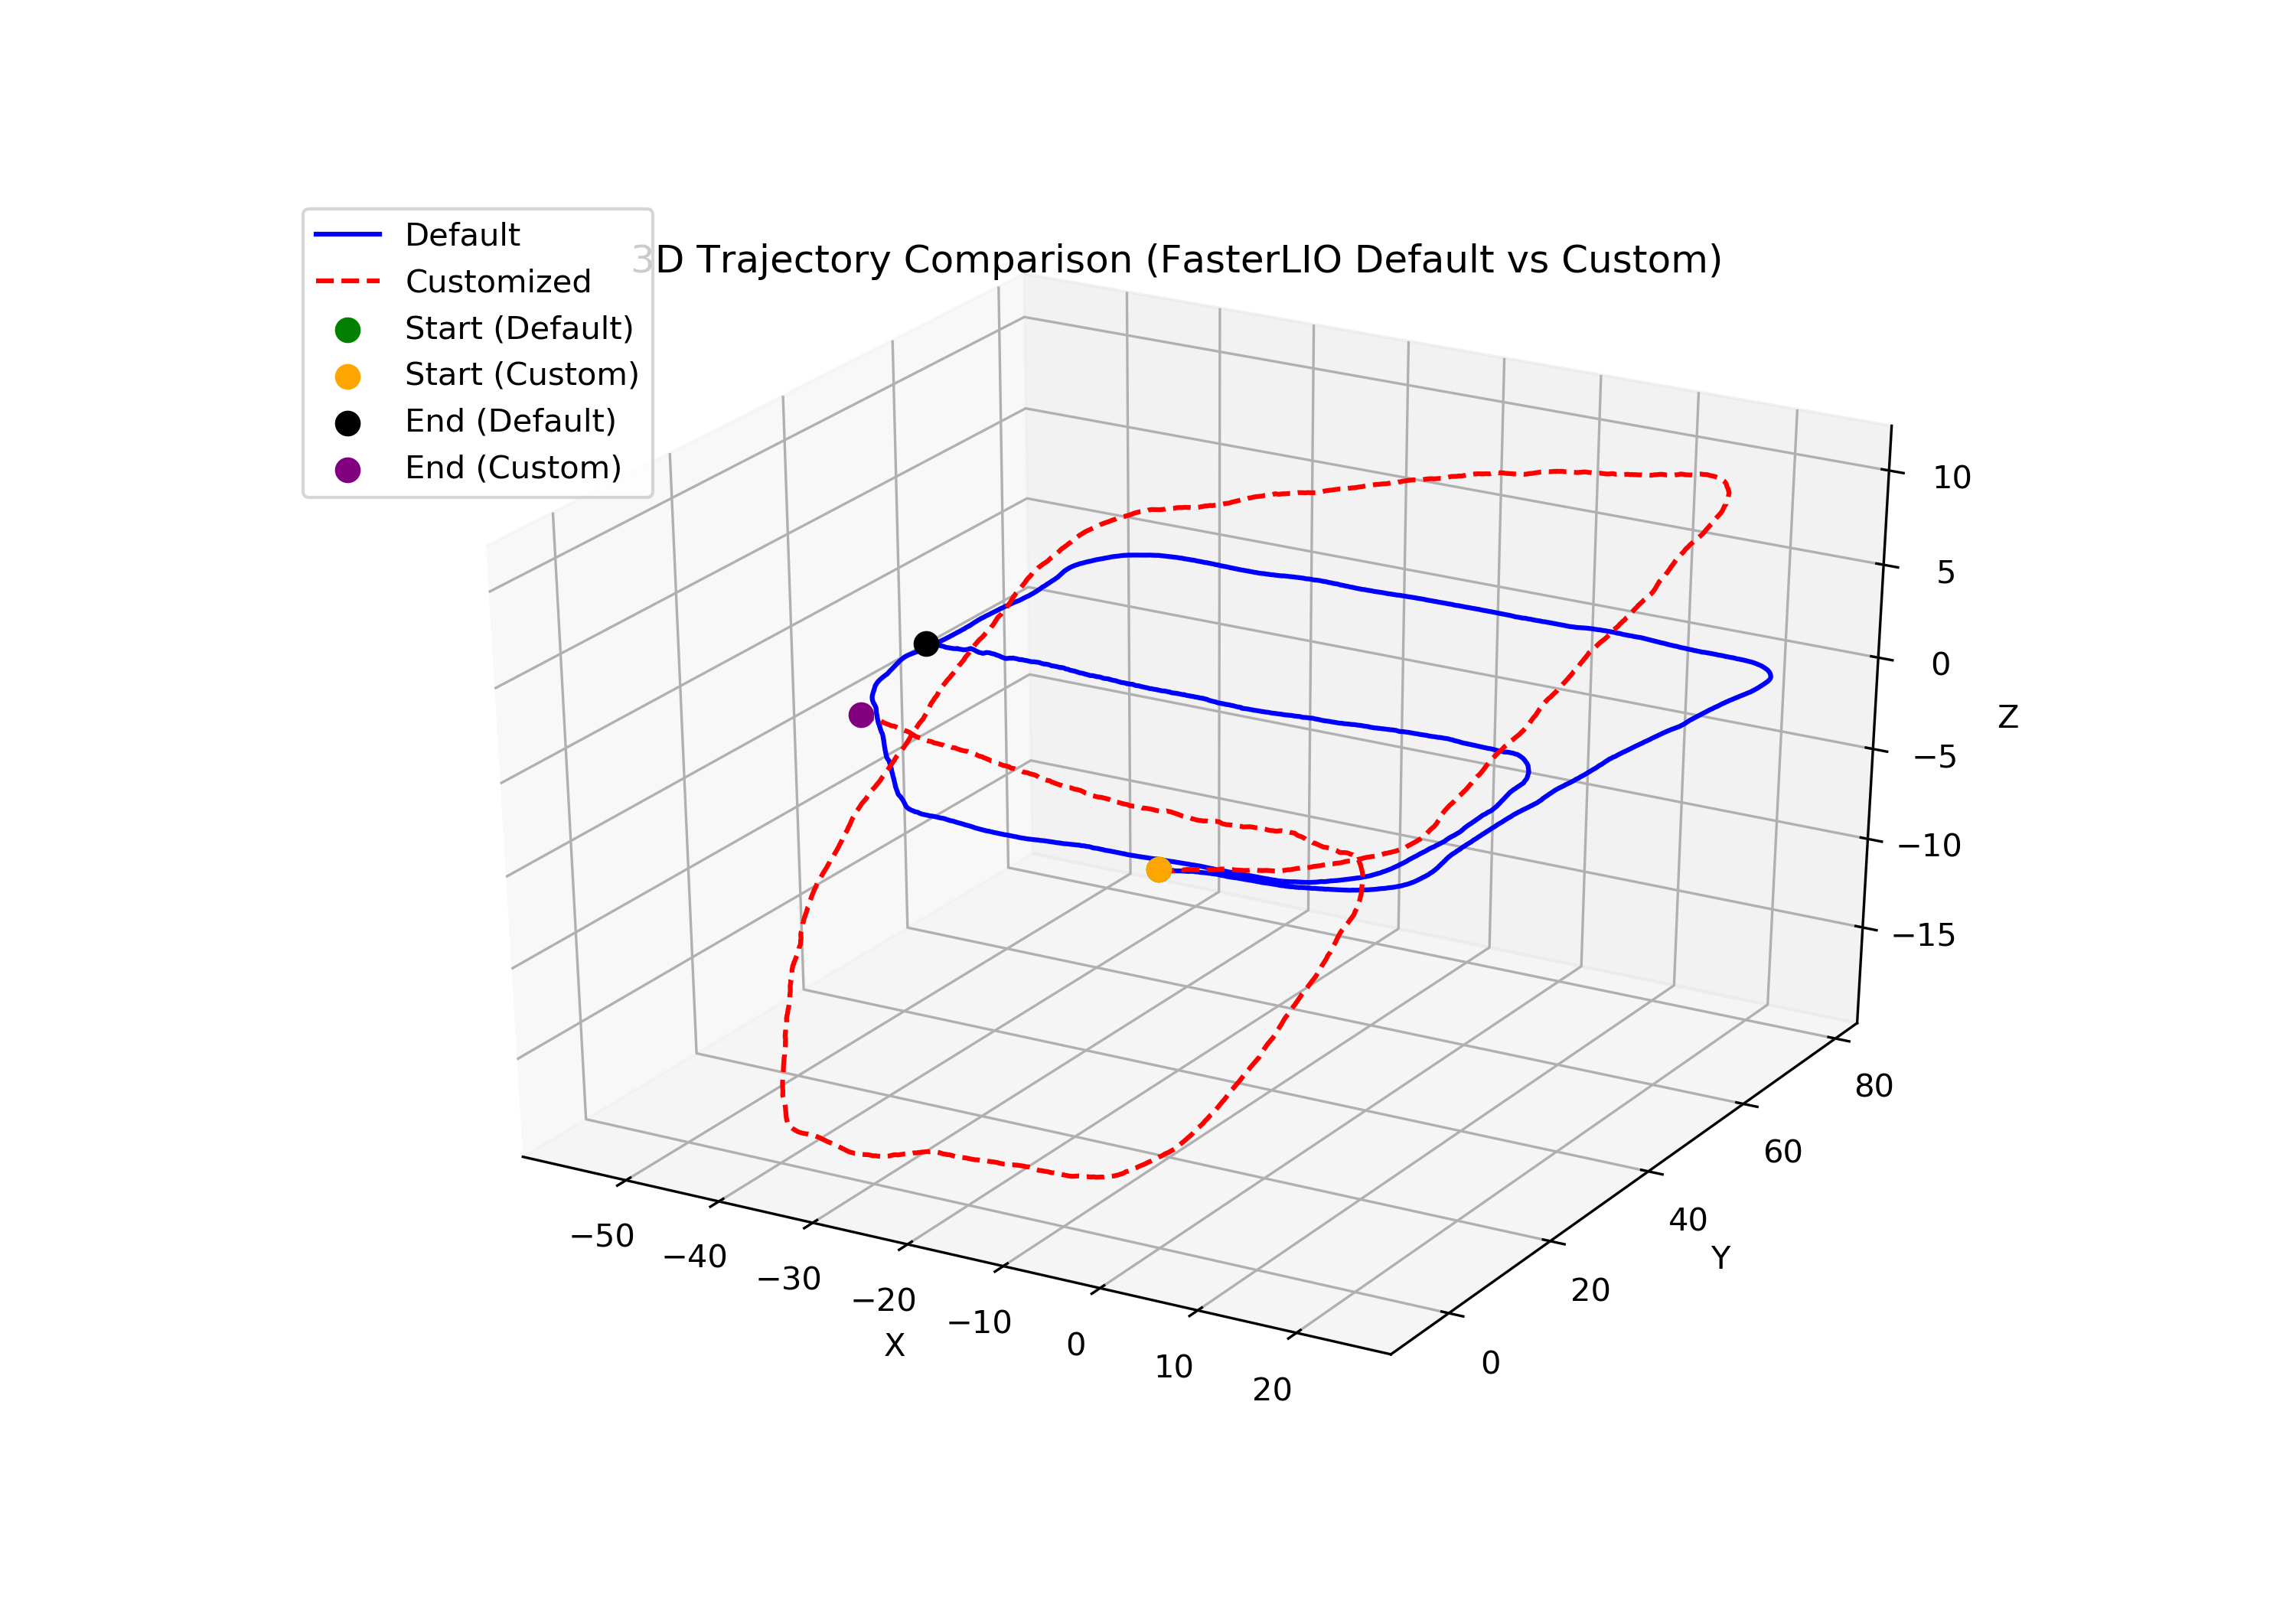 3D Trajectory Comparison (FasterLIO Default vs Custom)
Default
Customized
Start (Default)
Start (Custom)
End (Default)
End (Custom)
10
5
0
−5
−10
−15
Z
80
60
40
20
0
Y
−50
−40
−30
−20
−10
0
10
20
X